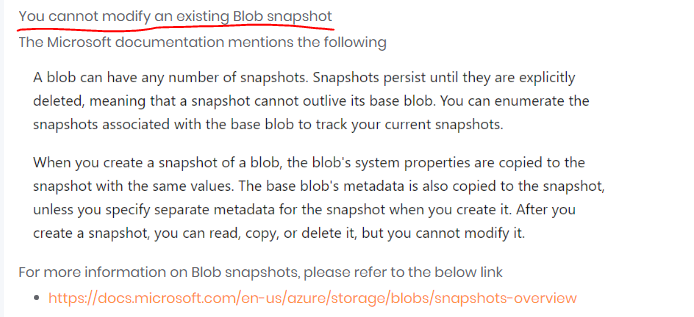 You cannot modify an existing Blob snapshot
The Microsoft documentation mentions the following
A blob can have any number of snapshots. Snapshots persist until they are explicitly
deleted, meaning that a snapshot cannot outlive its base blob. You can enumerate the
snapshots associated with the base blob to track your current snapshots.
When you create a snapshot of a blob, the blob's system properties are copied to the
snapshot with the same values. The base blob's metadata is also copied to the snapshot,
unless you specify separate metadata for the snapshot when you create it. After you
create a snapshot, you can read, copy, or delete it, but you cannot modify it.
For more information on Blob snapshots, please refer to the below link
• https://docs.microsoft.com/en-us/azure/storage/blobs/snapshots-overview